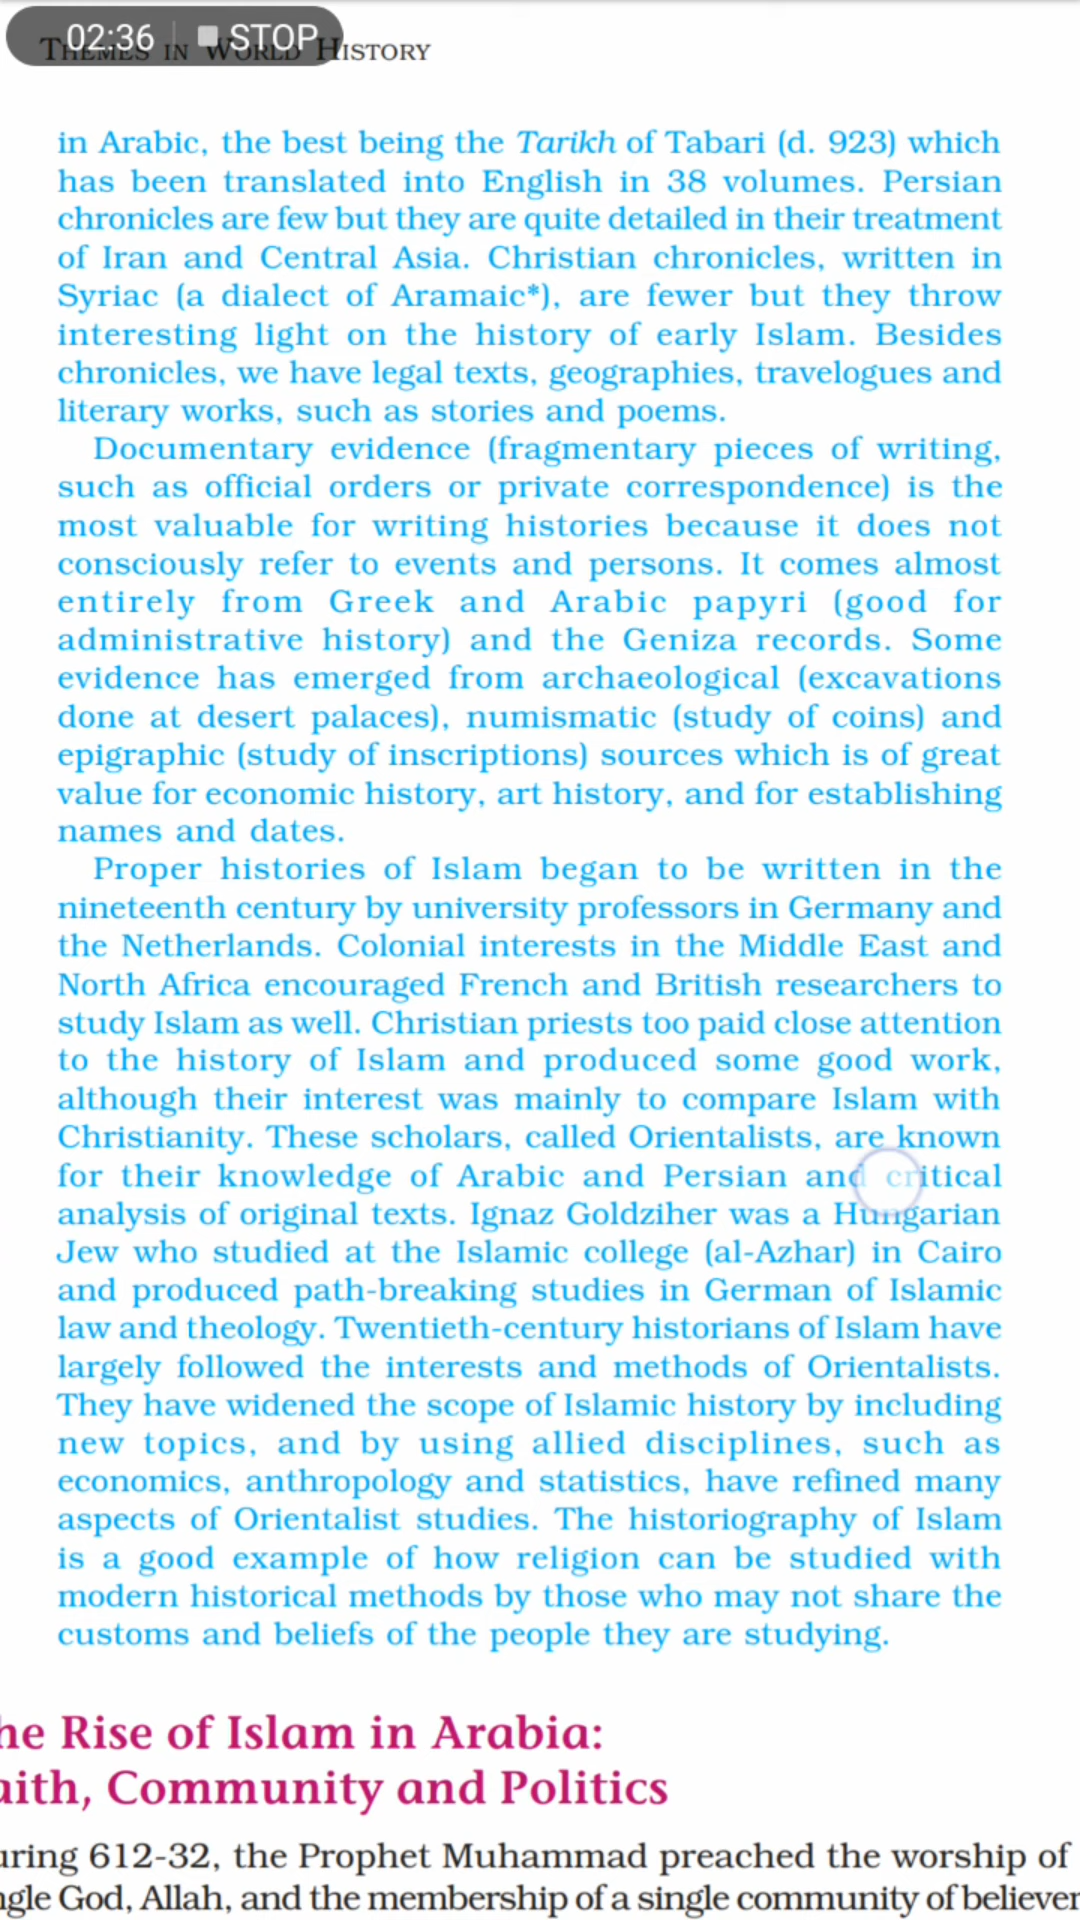 02:36 STOP
THEMES IN WORLD HISTORY
in Arabic, the best being the Tarikh of Tabari (d. 923) which
has been translated into English in 38 volumes. Persian
chronicles are few but they are quite detailed in their treatment
of Iran and Central Asia. Christian chronicles, written in
Syriac (a dialect of Aramaic*), are fewer but they throw
interesting light on the history of early Islam. Besides
chronicles, we have legal texts, geographies, travelogues and
literary works, such as stories and poems.
Documentary evidence (fragmentary pieces of writing,
such as official orders or private correspondence) is the
most valuable for writing histories because it does not
consciously refer to events and persons. It comes almost
entirely from Greek and Arabic papyri (good for
administrative history) and the Geniza records. Some
evidence has emerged from archaeological (excavations
done at desert palaces), numismatic (study of coins) and
epigraphic (study of inscriptions) sources which is of great
value for economic history, art history, and for establishing
names and dates.
Proper histories of Islam began to be written in the
nineteenth century by university professors in Germany and
the Netherlands. Colonial interests in the Middle East and
North Africa encouraged French and British researchers to
study Islam as well. Christian priests too paid close attention
to the history of Islam and produced some good work,
although their interest was mainly to compare Islam with
Christianity. These scholars, called Orientalists, are known
for their knowledge of Arabic and Persian and critical
analysis of original texts. Ignaz Goldziher was a Hungarian
Jew who studied at the Islamic college (al-Azhar) in Cairo
and produced path-breaking studies in German of Islamic
law and theology. Twentieth-century historians of Islam have
largely followed the interests and methods of Orientalists.
They have widened the scope of Islamic history by including
new topics, and by using allied disciplines, such as
economics, anthropology and statistics, have refined many
aspects of Orientalist studies. The historiography of Islam
is a good example of how religion can be studied with
modern historical methods by those who may not share the
customs and beliefs of the people they are studying.
he Rise of Islam in Arabia:
aith, Community and Politics
uring 612-32, the Prophet Muhammad preached the worship of
ngle God, Allah, and the membership of a single community of believer